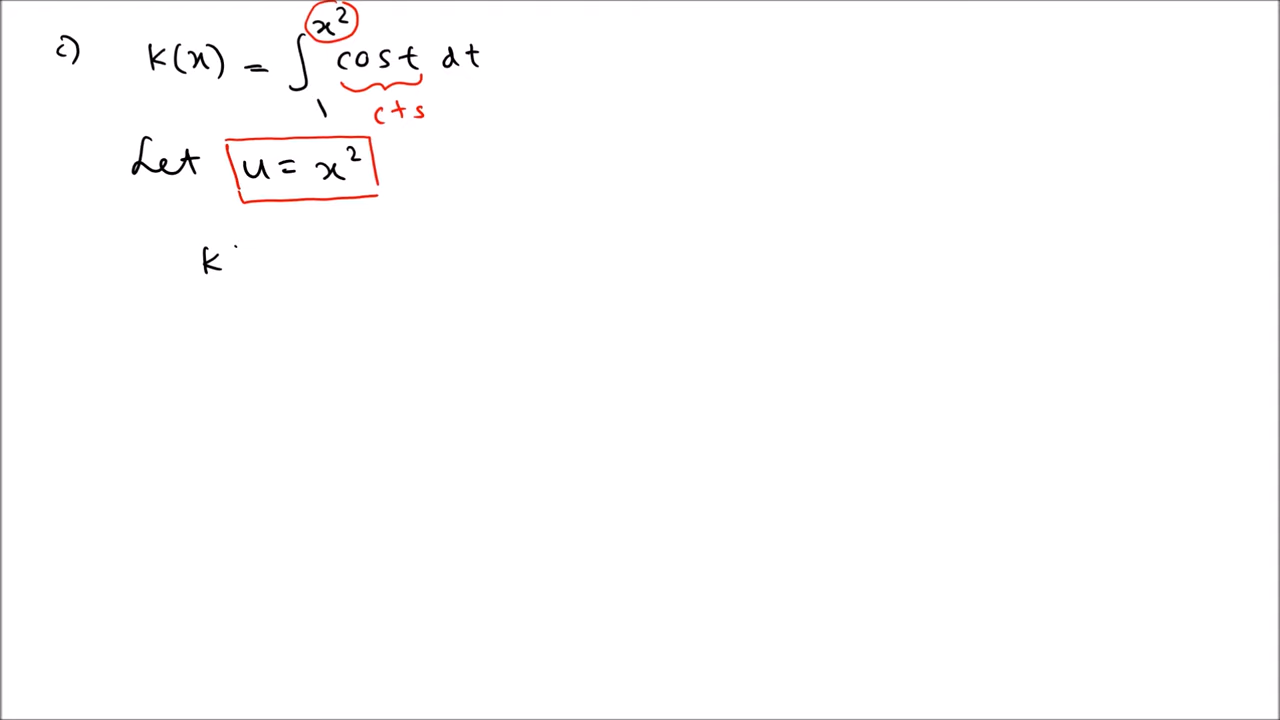 c) K(x) = ∫₁^x² cos t dt
cts
Let u = x²
K